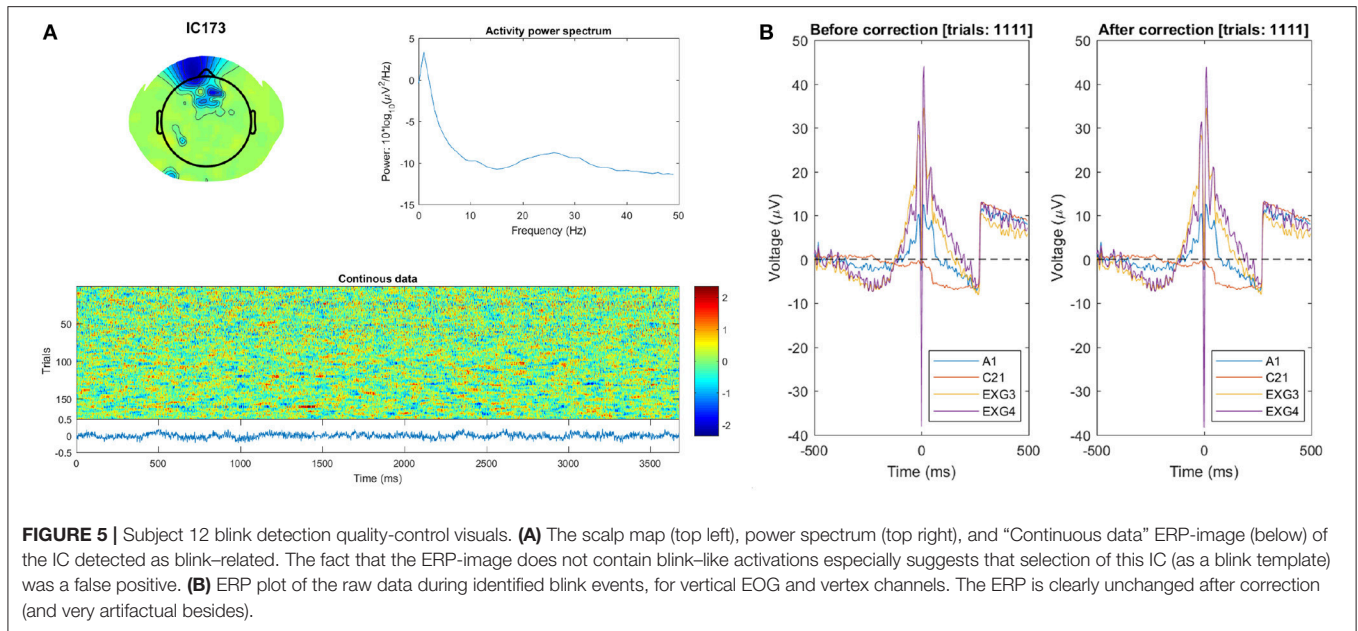 A
IC173
Activity power spectrum
5
0
-5
-10
-15
Power: 10*log10(μV2/Hz)
0 10 20 30 40 50
Frequency (Hz)
Continous data
50
100
150
Trials
2
1
0
-1
-2
0.5
0
-0.5
0 500 1000 1500 2000 2500 3000 3500
Time (ms)
B
Before correction [trials: 1111]
50
40
30
20
10
0
-10
-20
-30
-40
Voltage (μV)
A1
C21
EXG3
EXG4
-500 0 500
Time (ms)
After correction [trials: 1111]
50
40
30
20
10
0
-10
-20
-30
-40
Voltage (μV)
A1
C21
EXG3
EXG4
-500 0 500
Time (ms)
FIGURE 5 | Subject 12 blink detection quality-control visuals. (A) The scalp map (top left), power spectrum (top right), and “Continuous data” ERP-image (below) of
the IC detected as blink–related. The fact that the ERP-image does not contain blink–like activations especially suggests that selection of this IC (as a blink template)
was a false positive. (B) ERP plot of the raw data during identified blink events, for vertical EOG and vertex channels. The ERP is clearly unchanged after correction
(and very artifactual besides).